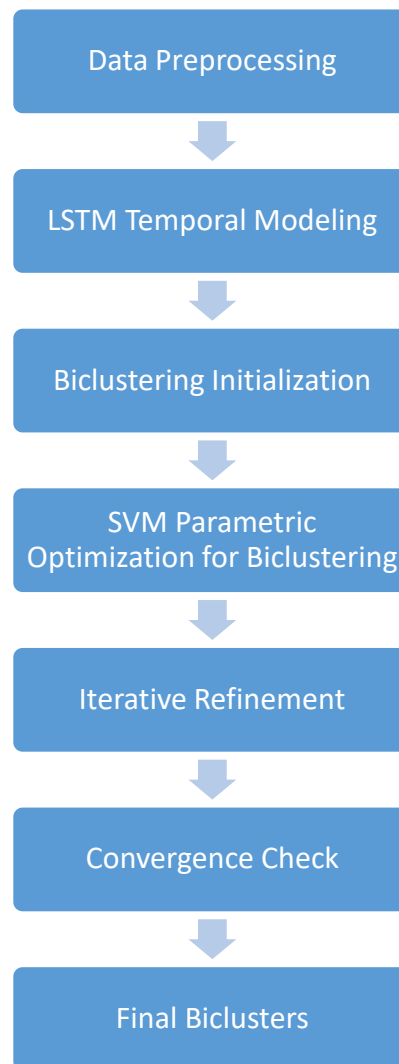 Data Preprocessing
LSTM Temporal Modeling
Biclustering Initialization
SVM Parametric
Optimization for Biclustering
Iterative Refinement
Convergence Check
Final Biclusters